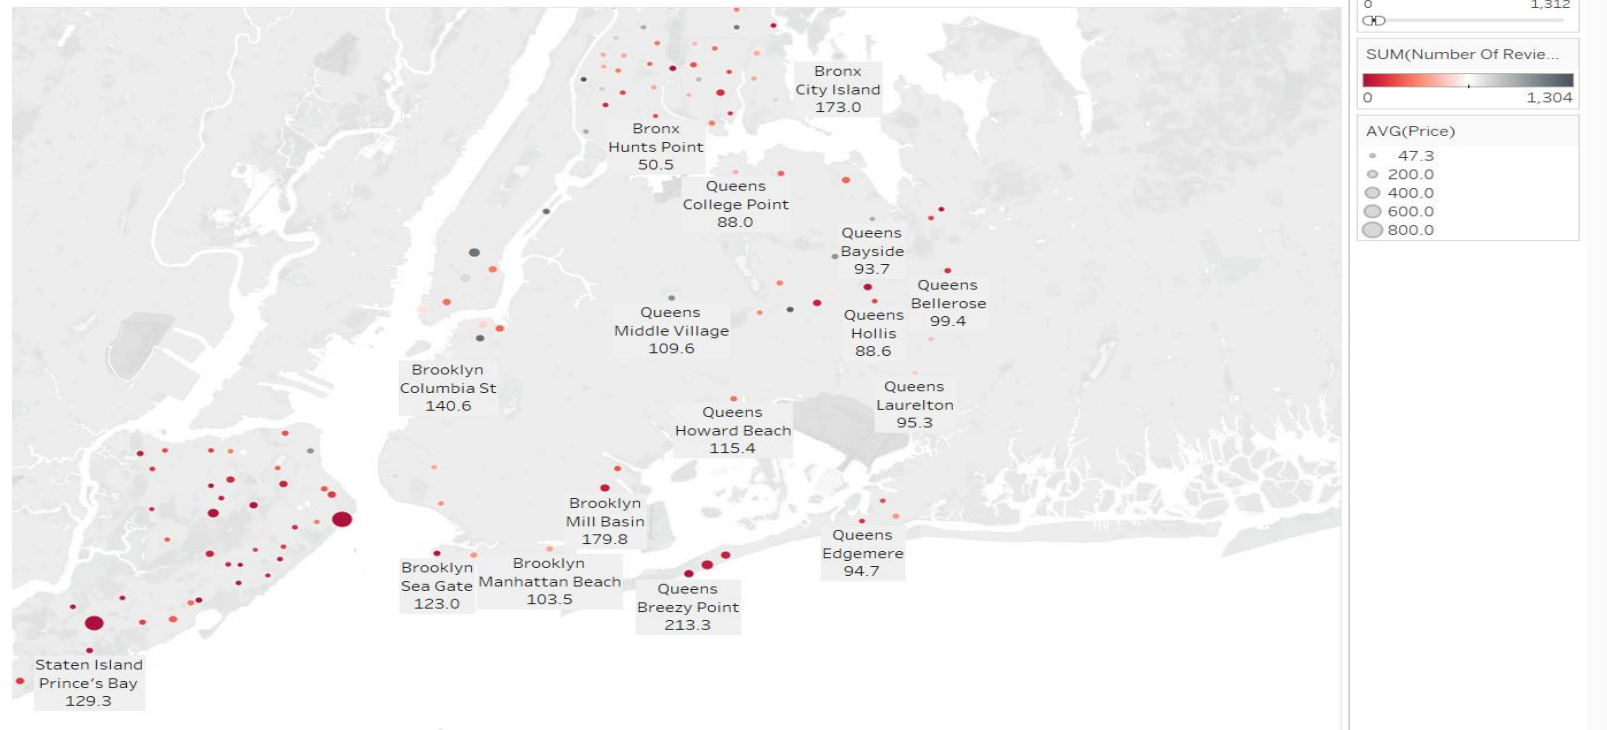 0 1,312
SUM(Number Of Revie...
0 1,304
AVG(Price)
47.3
200.0
400.0
600.0
800.0
Bronx
City Island
173.0
Bronx
Hunts Point
50.5
Queens
College Point
88.0
Queens
Bayside
93.7
Queens
Bellerose
99.4
Queens
Middle Village
109.6
Queens
Hollis
88.6
Brooklyn
Columbia St
140.6
Queens
Laurelton
95.3
Queens
Howard Beach
115.4
Brooklyn
Mill Basin
179.8
Queens
Edgemere
94.7
Brooklyn
Sea Gate
123.0
Brooklyn
Manhattan Beach
103.5
Queens
Breezy Point
213.3
Staten Island
Prince's Bay
129.3